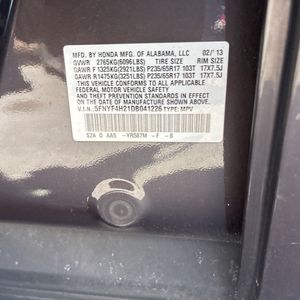 MFD. BY HONDA MFG. OF ALABAMA, LLC 02/13
GVWR 2765KG(6096LBS) TIRE SIZE RIM SIZE
GAWR F 1325KG(2921LBS) P235/65R17 103T 17X7.5J
GAWR R 1475KG(3251LBS) P235/65R17 103T 17X7.5J
THIS VEHICLE CONFORMS TO ALL APPLICABLE
FEDERAL MOTOR VEHICLE SAFETY
AND THEFT PREVENTION STANDARDS IN EFFECT ON
THE DATE OF MANUFACTURE SHOWN ABOVE.
V.I.N.: 5FNYF4H21DB041226 TYPE: MPV
SZA D AA5 -YR587M -F -B